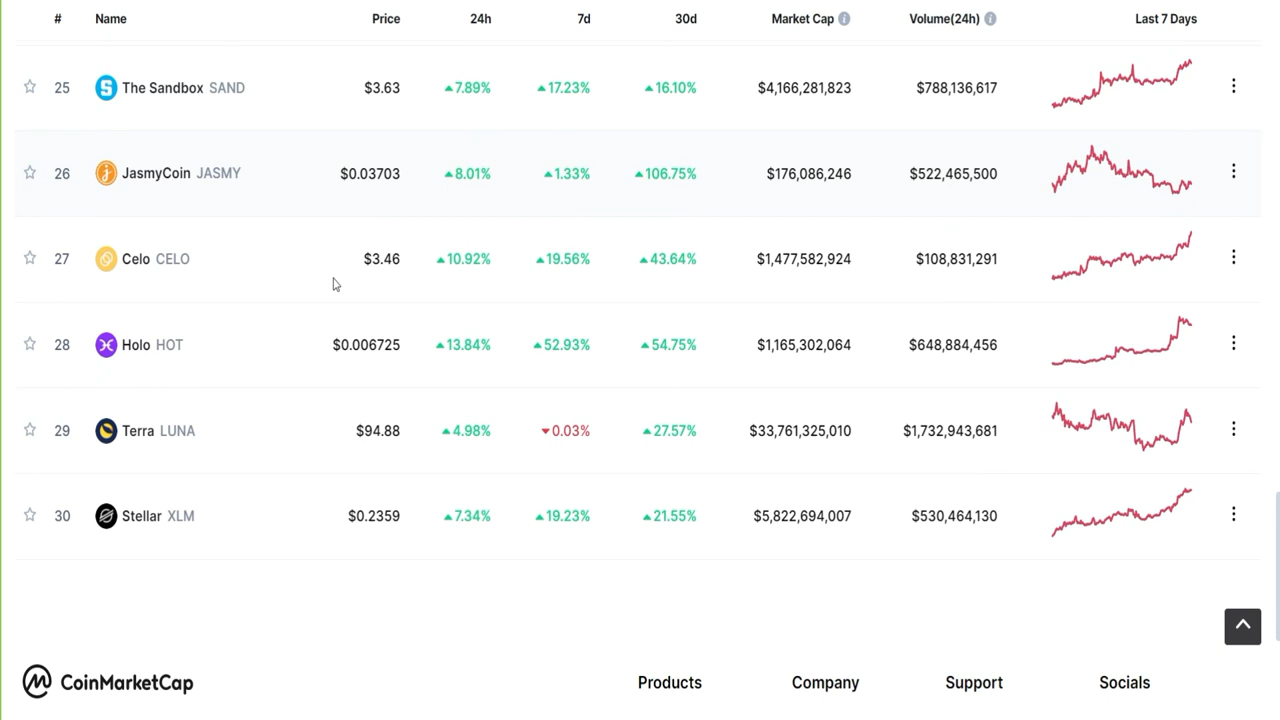 # Name Price 24h 7d 30d Market Cap Volume(24h) Last 7 Days
25 The Sandbox SAND $3.63 ▲7.89% ▲17.23% ▲16.10% $4,166,281,823 $788,136,617
26 JasmyCoin JASMY $0.03703 ▲8.01% ▲1.33% ▲106.75% $176,086,246 $522,465,500
27 Celo CELO $3.46 ▲10.92% ▲19.56% ▲43.64% $1,477,582,924 $108,831,291
28 Holo HOT $0.006725 ▲13.84% ▲52.93% ▲54.75% $1,165,302,064 $648,884,456
29 Terra LUNA $94.88 ▲4.98% ▼0.03% ▲27.57% $33,761,325,010 $1,732,943,681
30 Stellar XLM $0.2359 ▲7.34% ▲19.23% ▲21.55% $5,822,694,007 $530,464,130
CoinMarketCap Products Company Support Socials